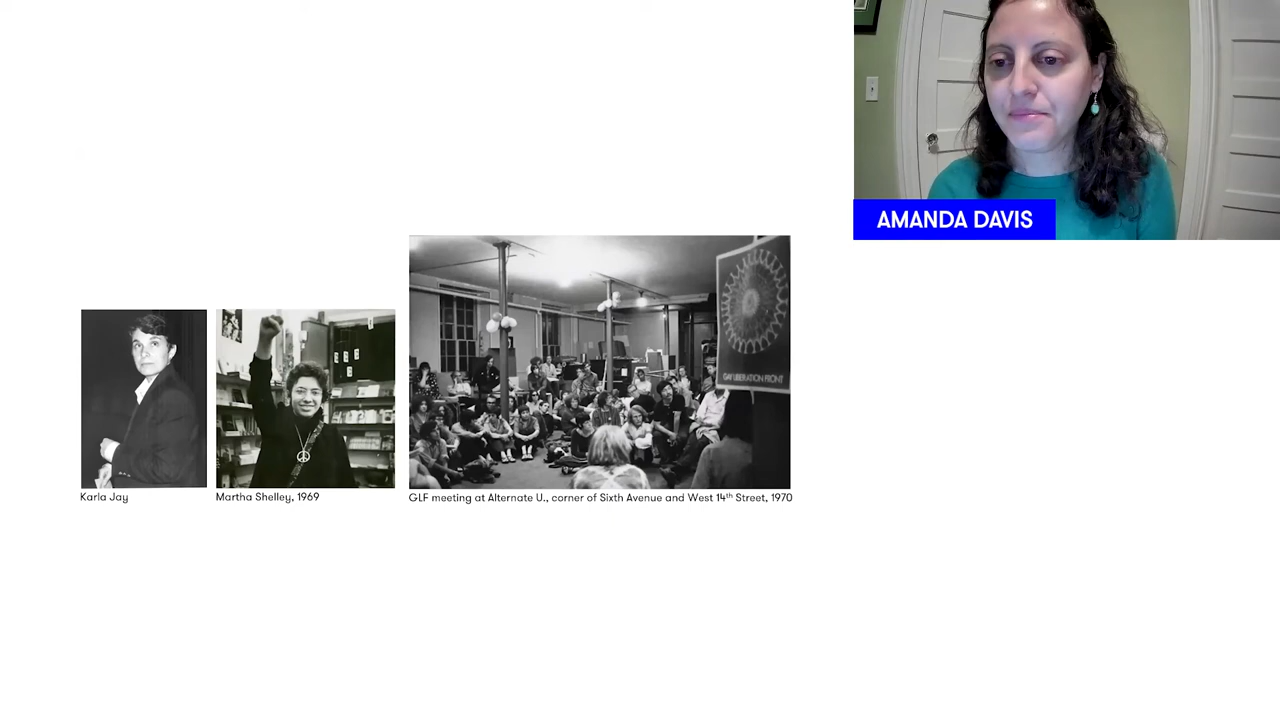 AMANDA DAVIS
GAY LIBERATION FRONT
Karla Jay
Martha Shelley, 1969
GLF meeting at Alternate U., corner of Sixth Avenue and West 14th Street, 1970